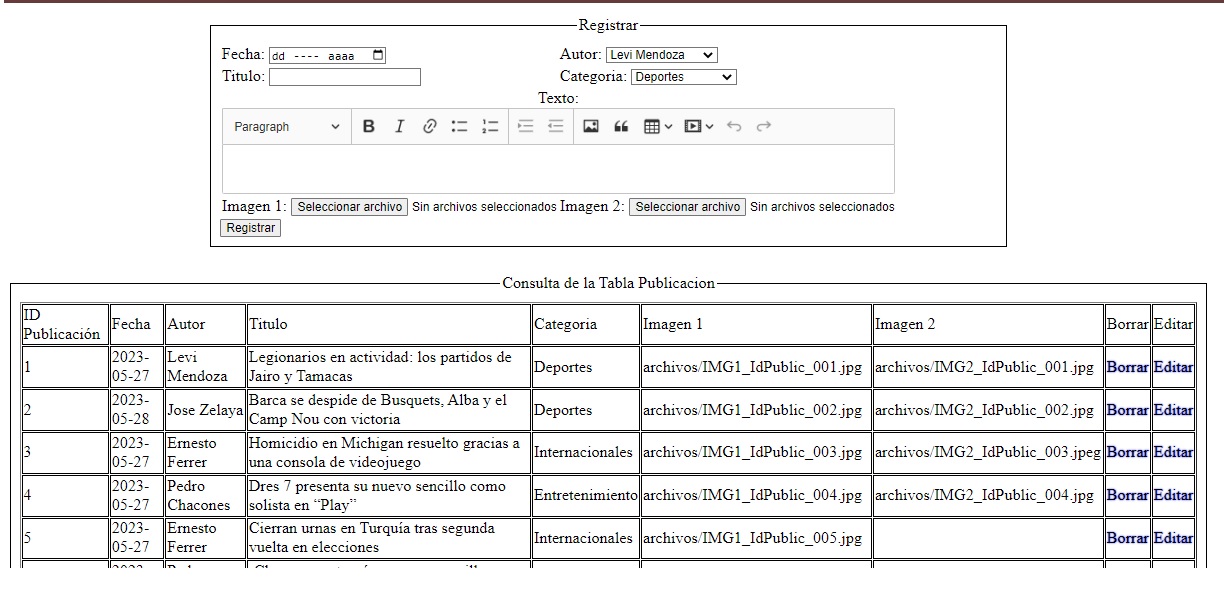 Registrar
Fecha: dd ---- aaaa Autor: Levi Mendoza
Titulo: Categoria: Deportes
Texto:
Paragraph B I
Imagen 1: Seleccionar archivo Sin archivos seleccionados Imagen 2: Seleccionar archivo Sin archivos seleccionados
Registrar
Consulta de la Tabla Publicacion
ID Publicación Fecha Autor Titulo Categoria Imagen 1 Imagen 2 Borrar Editar
1 2023-05-27 Levi Mendoza Legionarios en actividad: los partidos de Jairo y Tamacas Deportes archivos/IMG1_IdPublic_001.jpg archivos/IMG2_IdPublic_001.jpg Borrar Editar
2 2023-05-28 Jose Zelaya Barca se despide de Busquets, Alba y el Camp Nou con victoria Deportes archivos/IMG1_IdPublic_002.jpg archivos/IMG2_IdPublic_002.jpg Borrar Editar
3 2023-05-27 Ernesto Ferrer Homicidio en Michigan resuelto gracias a una consola de videojuego Internacionales archivos/IMG1_IdPublic_003.jpg archivos/IMG2_IdPublic_003.jpeg Borrar Editar
4 2023-05-27 Pedro Chacones Dres 7 presenta su nuevo sencillo como solista en “Play” Entretenimiento archivos/IMG1_IdPublic_004.jpg archivos/IMG2_IdPublic_004.jpg Borrar Editar
5 2023-05-27 Ernesto Ferrer Cierran urnas en Turquía tras segunda vuelta en elecciones Internacionales archivos/IMG1_IdPublic_005.jpg Borrar Editar